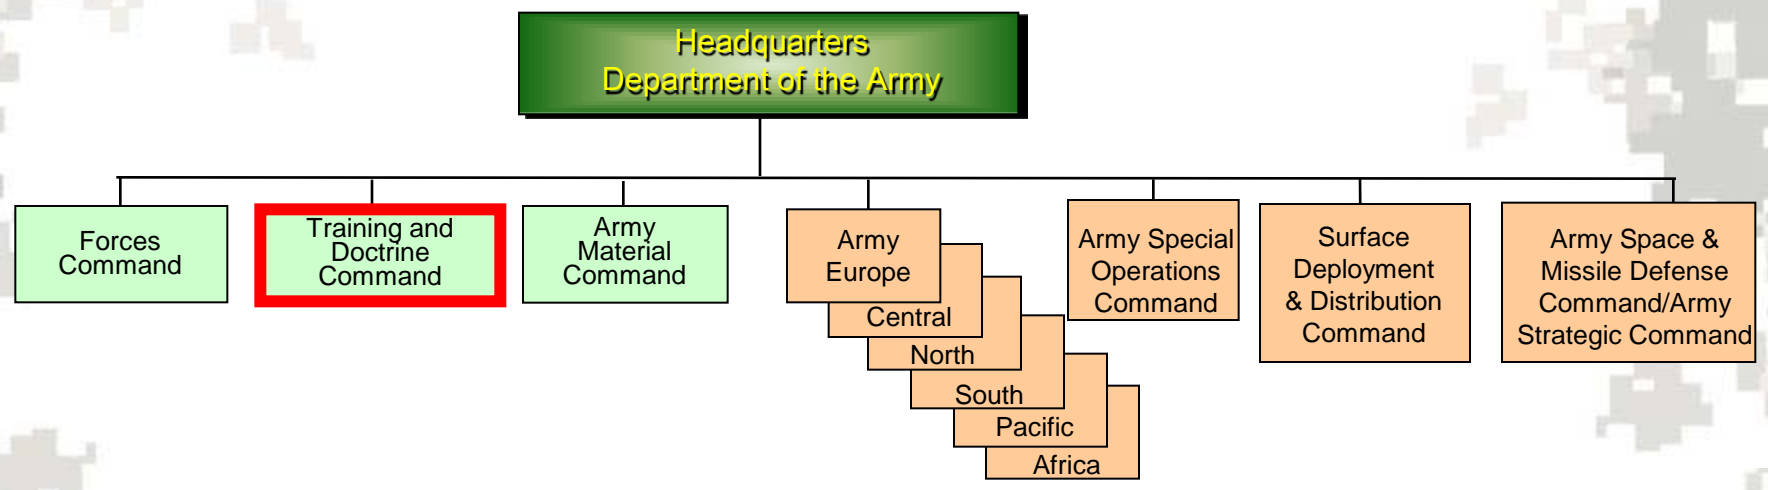 Headquarters
Department of the Army
Forces
Command
Training and
Doctrine
Command
Army
Material
Command
Army
Europe
Central
North
South
Pacific
Africa
Army Special
Operations
Command
Surface
Deployment
& Distribution
Command
Army Space &
Missile Defense
Command/Army
Strategic Command